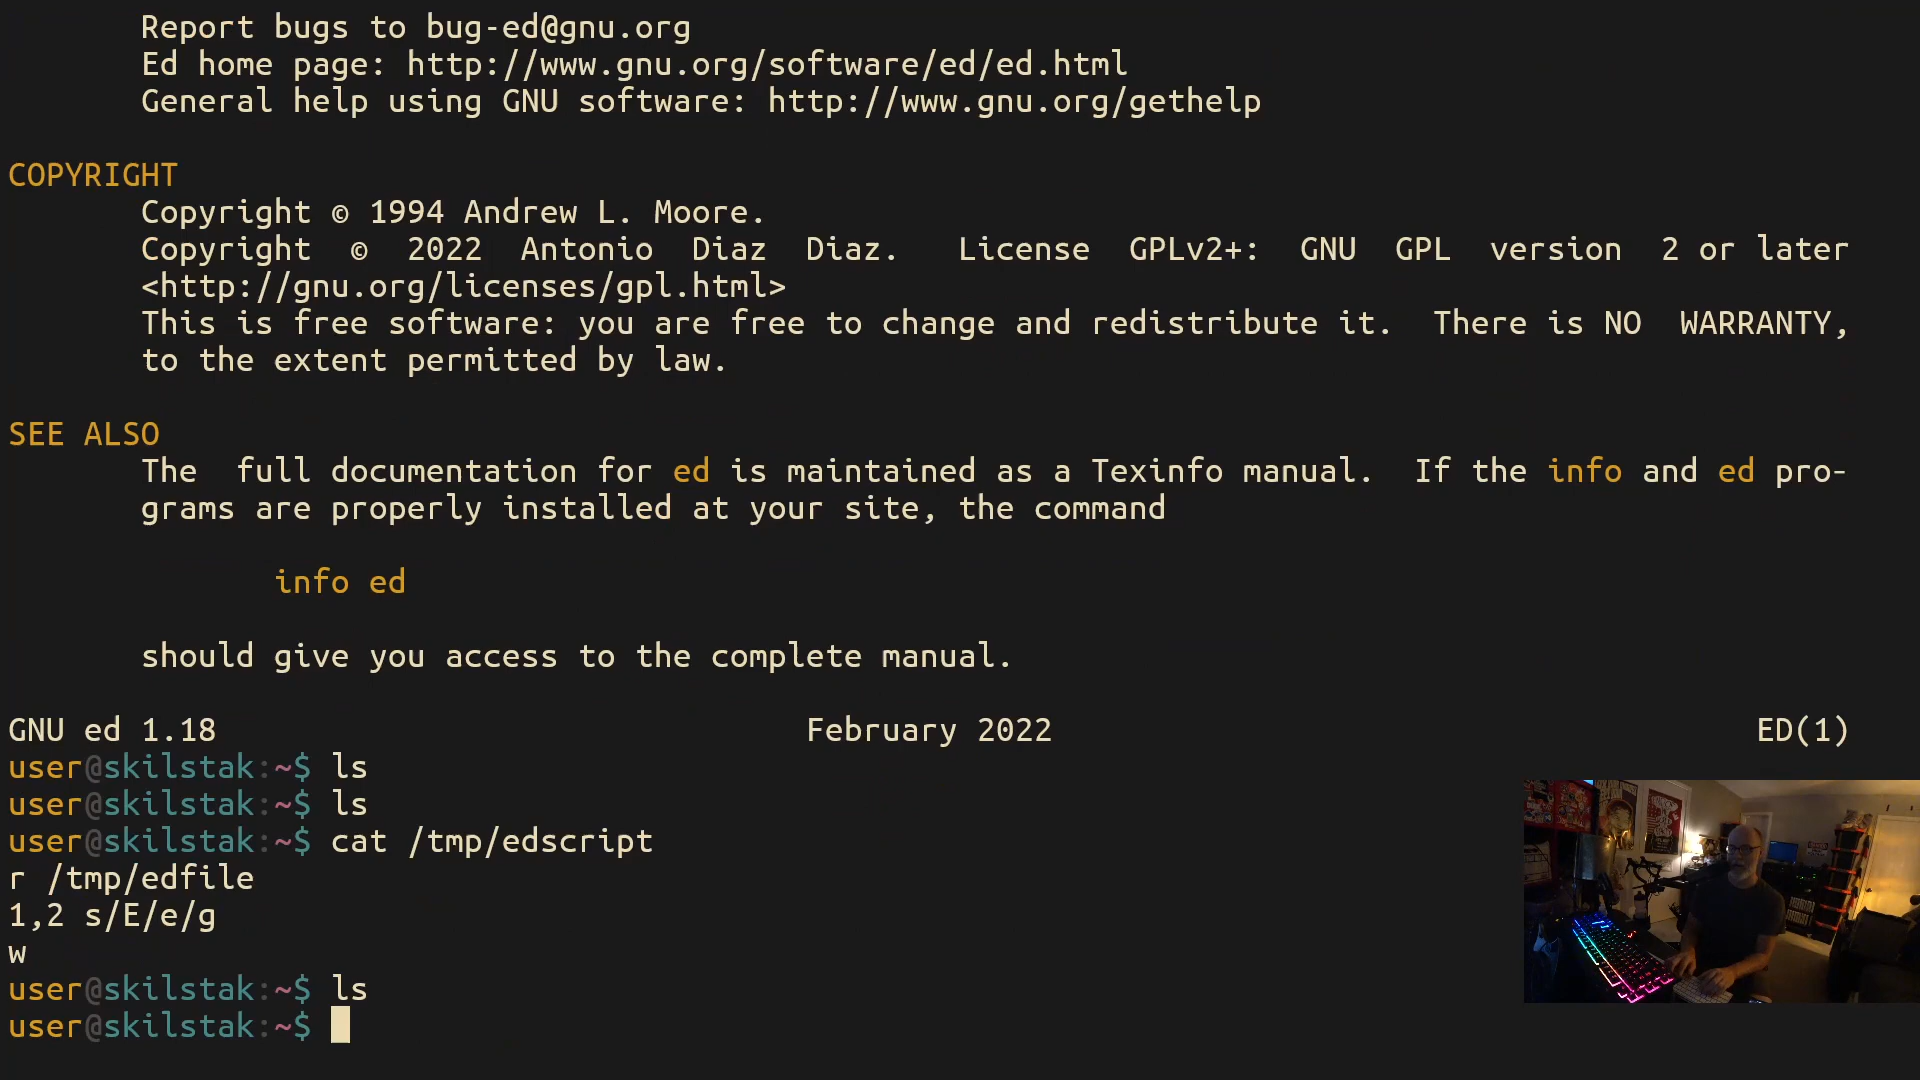 Report bugs to bug-ed@gnu.org
Ed home page: http://www.gnu.org/software/ed/ed.html
General help using GNU software: http://www.gnu.org/gethelp
COPYRIGHT
Copyright © 1994 Andrew L. Moore.
Copyright © 2022 Antonio Diaz Diaz. License GPLv2+: GNU GPL version 2 or later
<http://gnu.org/licenses/gpl.html>
This is free software: you are free to change and redistribute it. There is NO WARRANTY,
to the extent permitted by law.
SEE ALSO
The full documentation for ed is maintained as a Texinfo manual. If the info and ed pro-
grams are properly installed at your site, the command
info ed
should give you access to the complete manual.
GNU ed 1.18 February 2022 ED(1)
user@skilstak:~$ ls
user@skilstak:~$ ls
user@skilstak:~$ cat /tmp/edscript
r /tmp/edfile
1,2 s/E/e/g
w
user@skilstak:~$ ls
user@skilstak:~$